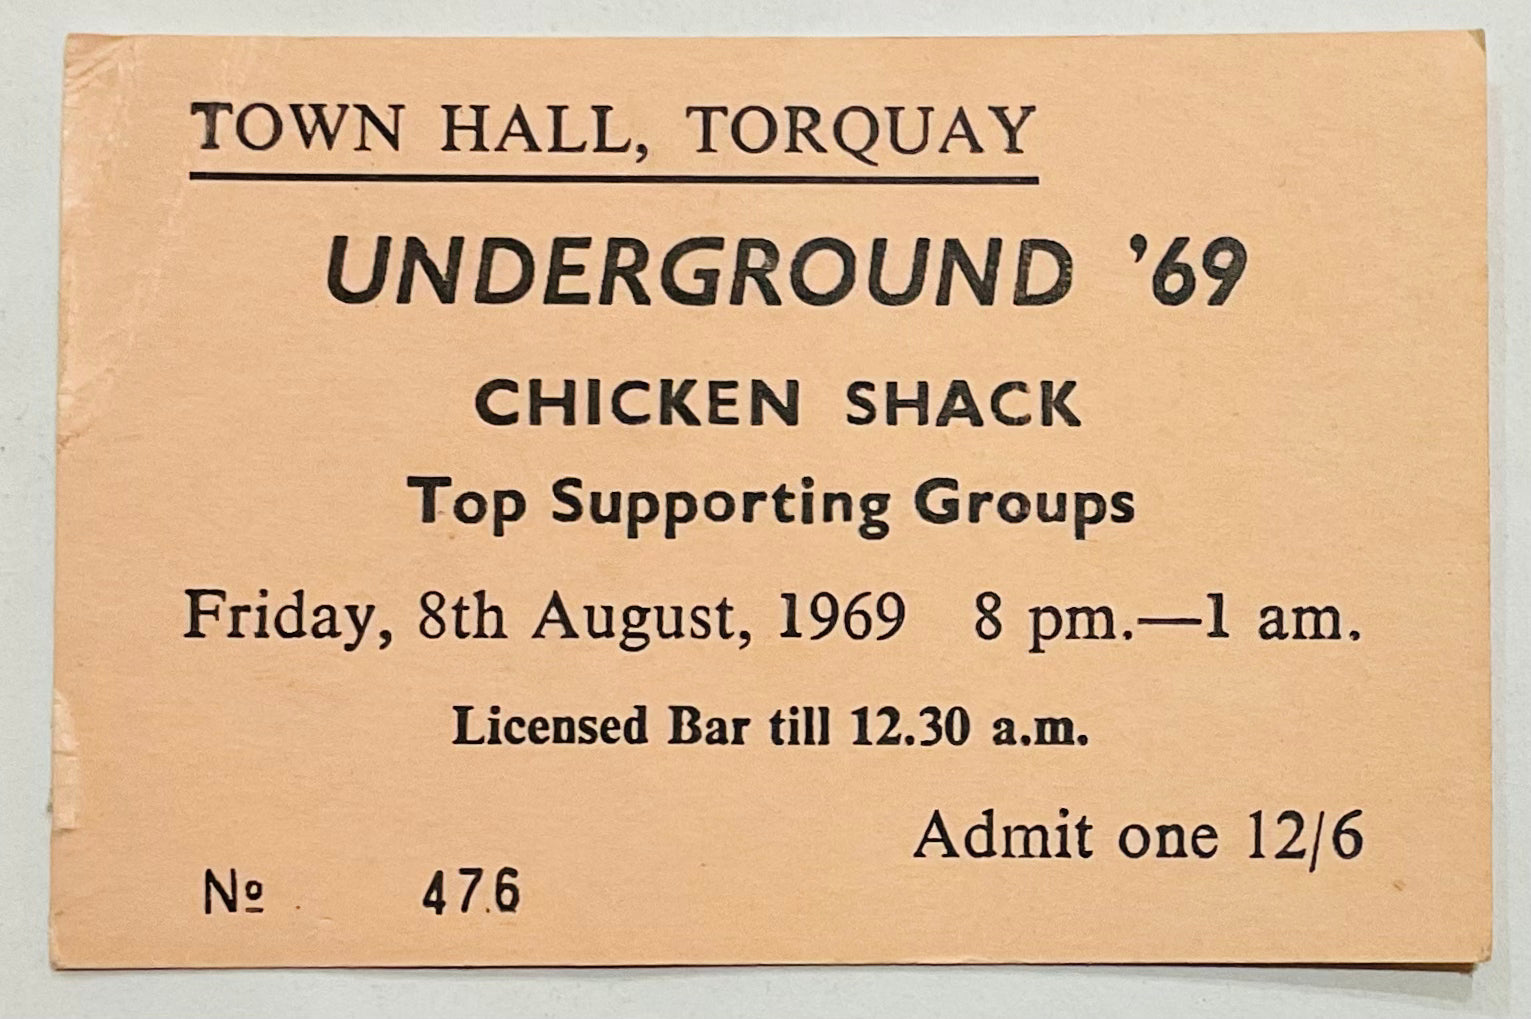 TOWN HALL, TORQUAY
UNDERGROUND ’69
CHICKEN SHACK
Top Supporting Groups
Friday, 8th August, 1969 8 pm.—1 am.
Licensed Bar till 12.30 a.m.
Admit one 12/6
Nº 476